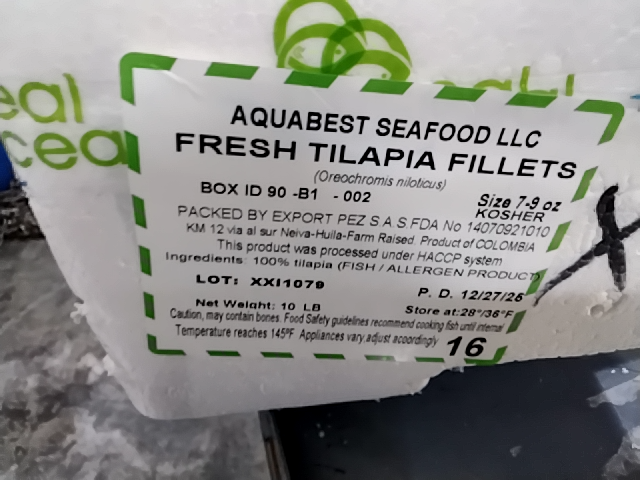 eal
cean
AQUABEST SEAFOOD LLC
FRESH TILAPIA FILLETS
(Oreochromis niloticus)
BOX ID 90 -B1 - 002
Size 7-9 oz
KOSHER
PACKED BY EXPORT PEZ S.A.S.FDA No 14070921010
KM 12 via al sur Neiva-Huila-Farm Raised. Product of COLOMBIA
This product was processed under HACCP system
Ingredients: 100% tilapia (FISH / ALLERGEN PRODUCT)
LOT: XXI1079
P. D. 12/27/25
Net Weight: 10 LB
Store at:28°/36°F
Caution, may contain bones. Food Safety guidelines recommend cooking fish until internal
Temperature reaches 145ºF. Appliances vary,adjust accordingly
16
X